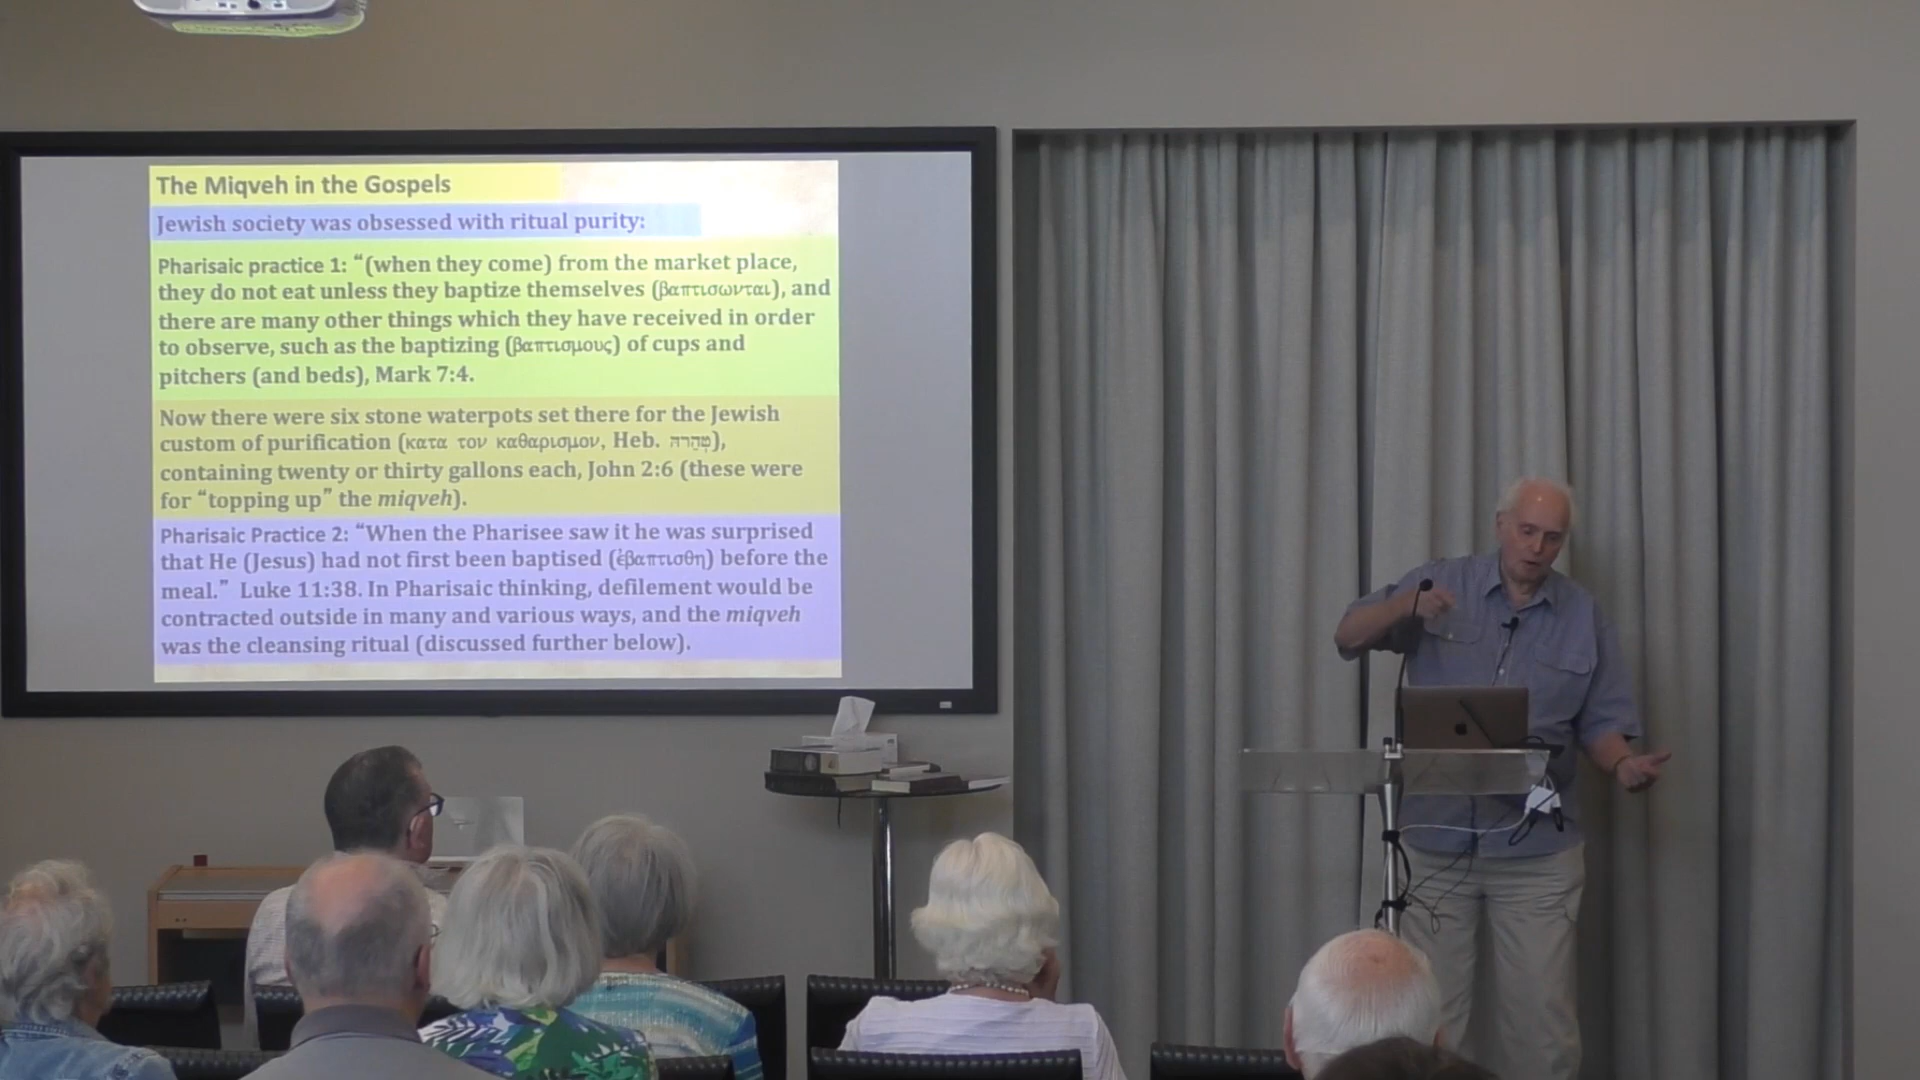 The Miqveh in the Gospels
Jewish society was obsessed with ritual purity:
Pharisaic practice 1: “(when they come) from the market place,
they do not eat unless they baptize themselves (βαπτισωνται), and
there are many other things which they have received in order
to observe, such as the baptizing (βαπτισμους) of cups and
pitchers (and beds), Mark 7:4.
Now there were six stone waterpots set there for the Jewish
custom of purification (κατα τον καθαρισμον, Heb. טְהֳרָה),
containing twenty or thirty gallons each, John 2:6 (these were
for “topping up” the miqveh).
Pharisaic Practice 2: “When the Pharisee saw it he was surprised
that He (Jesus) had not first been baptised (ἐβαπτισθη) before the
meal.” Luke 11:38. In Pharisaic thinking, defilement would be
contracted outside in many and various ways, and the miqveh
was the cleansing ritual (discussed further below).